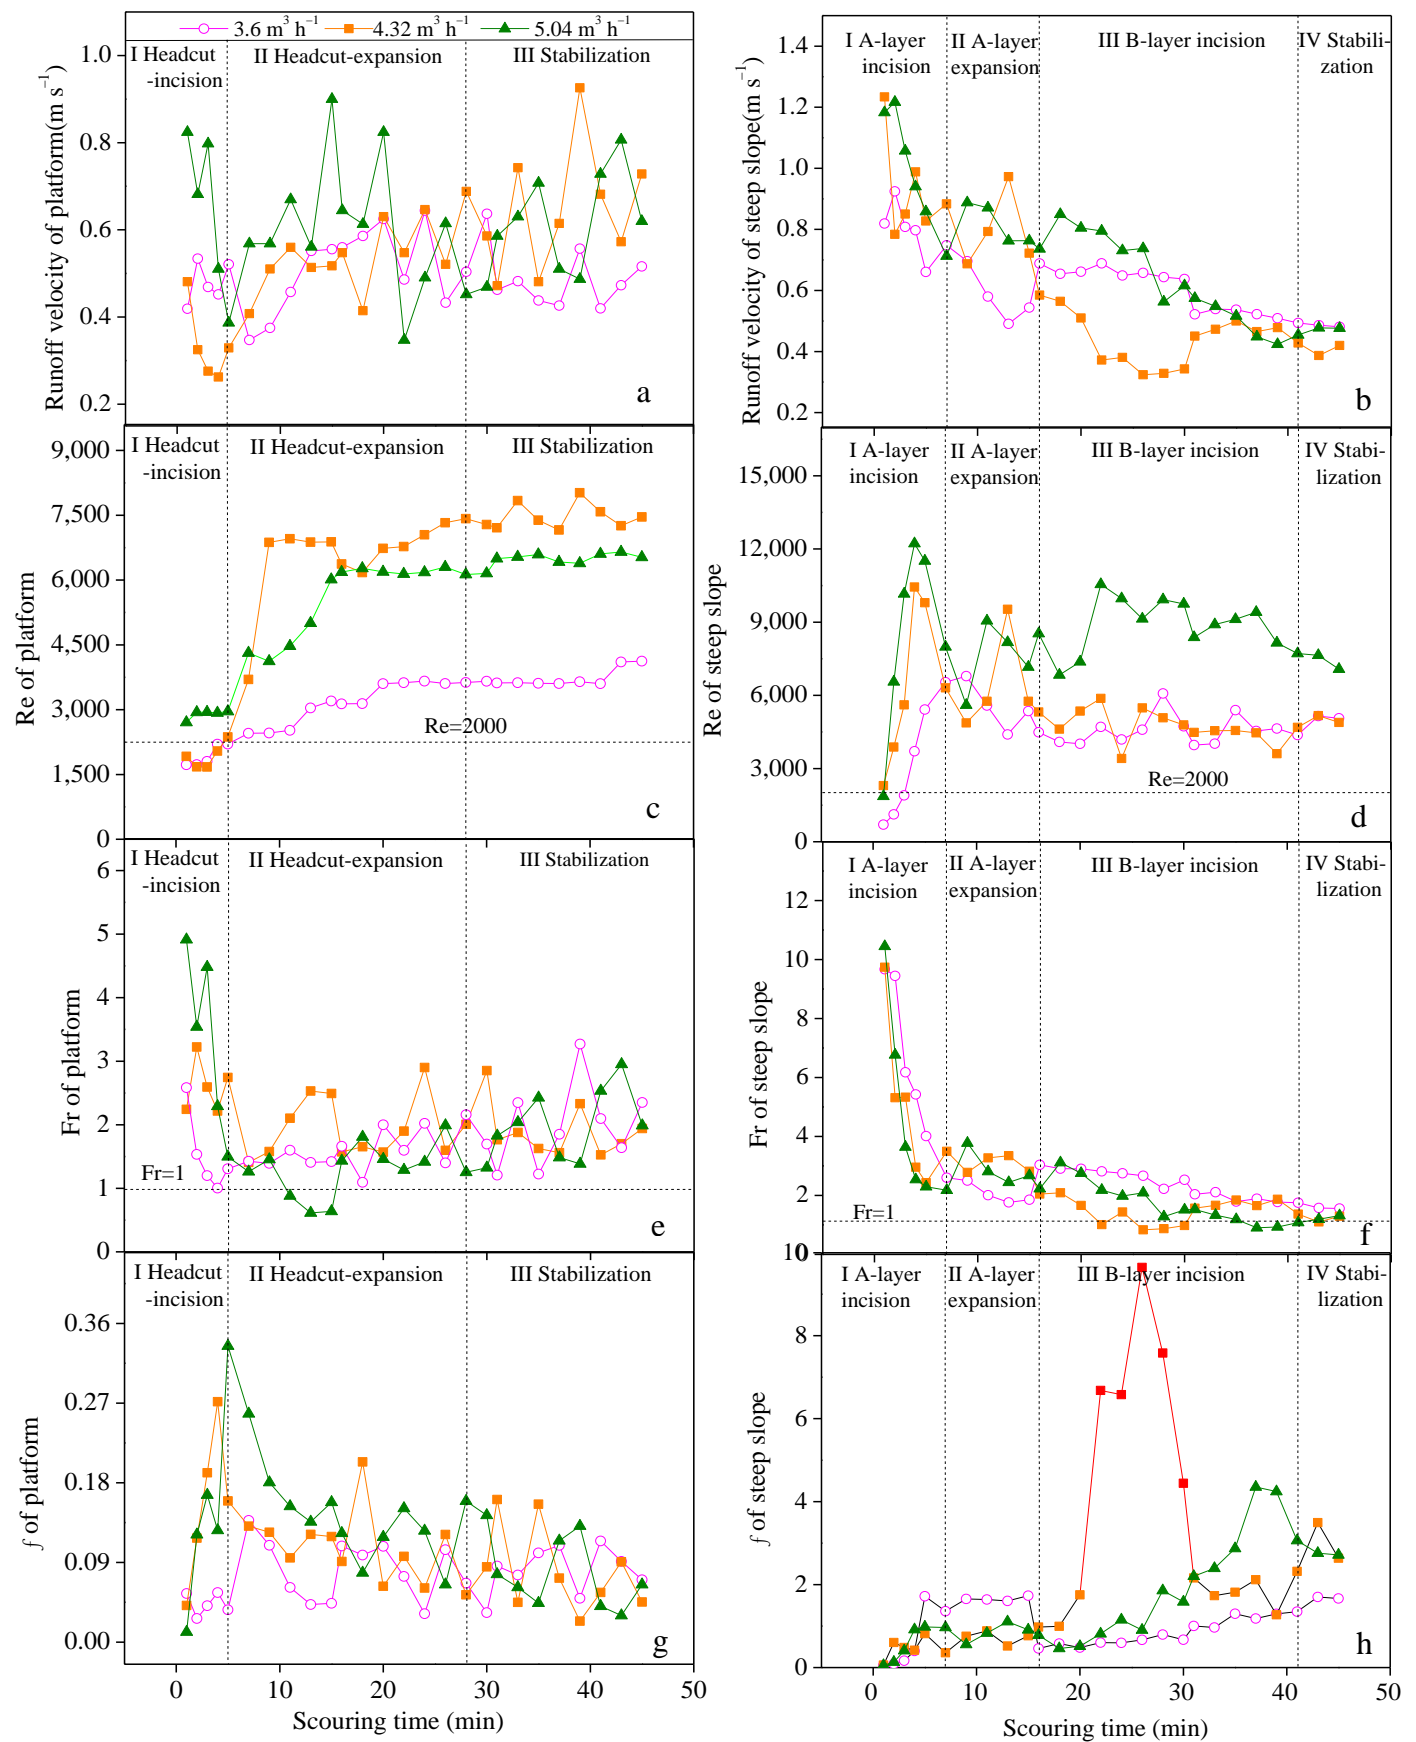 3.6 m³ h⁻¹ 4.32 m³ h⁻¹ 5.04 m³ h⁻¹
Runoff velocity of platform(m s⁻¹)
1.0
0.8
0.6
0.4
0.2
I Headcut
-incision
II Headcut-expansion
III Stabilization
a
Runoff velocity of steep slope(m s⁻¹)
1.4
1.2
1.0
0.8
0.6
0.4
0.2
I A-layer
incision
II A-layer
expansion
III B-layer incision
IV Stabili-
zation
b
Re of platform
9,000
7,500
6,000
4,500
3,000
1,500
0
I Headcut
-incision
II Headcut-expansion
III Stabilization
Re=2000
c
Re of steep slope
15,000
12,000
9,000
6,000
3,000
0
I A-layer
incision
II A-layer
expansion
III B-layer incision
IV Stabi-
lization
Re=2000
d
Fr of platform
6
5
4
3
2
1
0
I Headcut
-incision
II Headcut-expansion
III Stabilization
Fr=1
e
Fr of steep slope
12
10
8
6
4
2
0
I A-layer
incision
II A-layer
expansion
III B-layer incision
IV Stabi-
lization
Fr=1
f
f of platform
0.36
0.27
0.18
0.09
0.00
I Headcut
-incision
II Headcut-expansion
III Stabilization
g
0 10 20 30 40 50
Scouring time (min)
f of steep slope
10
8
6
4
2
0
I A-layer
incision
II A-layer
expansion
III B-layer incision
IV Stabi-
lization
h
0 10 20 30 40 50
Scouring time (min)